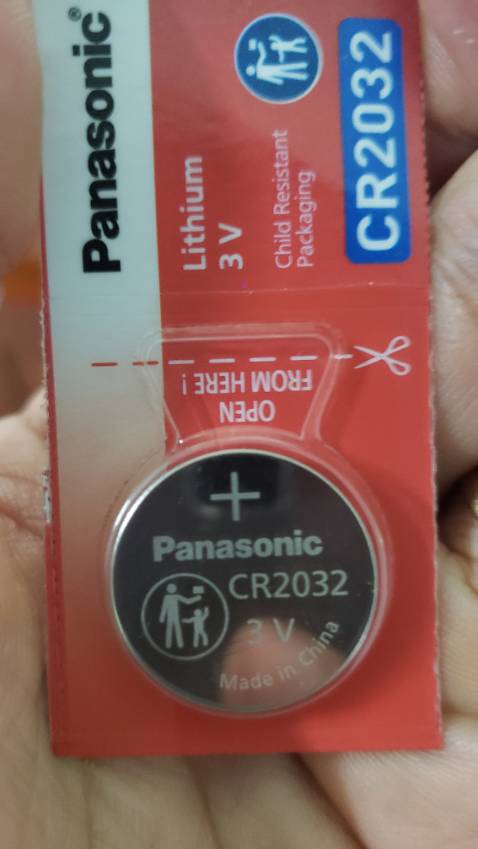 Panasonic®
Lithium
3 V
Child Resistant
Packaging
CR2032
OPEN
FROM HERE !
Panasonic
CR2032
3 V
Made in China